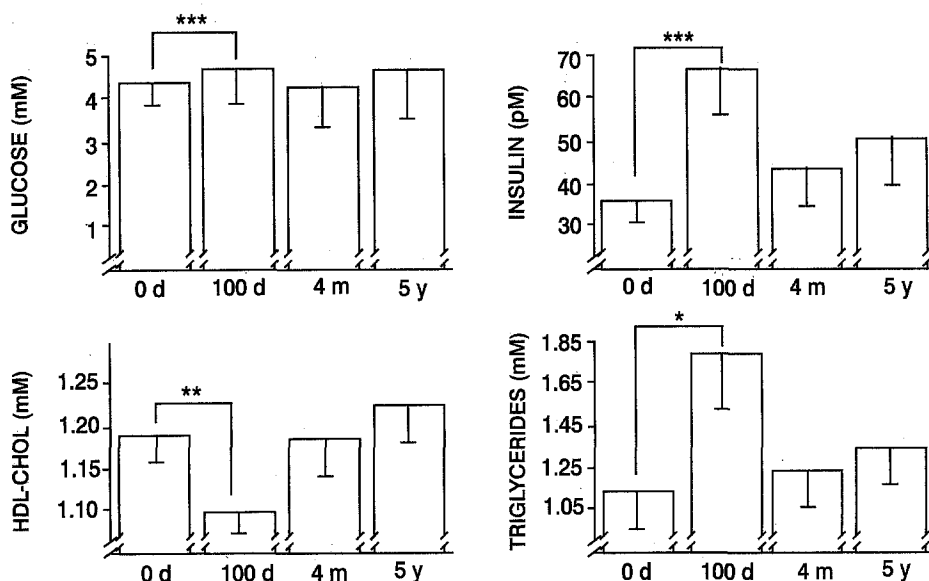 GLUCOSE (mM)
5
4
3
2
1
***
0 d 100 d 4 m 5 y
INSULIN (pM)
70
60
50
40
30
***
0 d 100 d 4 m 5 y
HDL-CHOL (mM)
1.25
1.20
1.15
1.10
**
0 d 100 d 4 m 5 y
TRIGLYCERIDES (mM)
1.85
1.65
1.45
1.25
1.05
*
0 d 100 d 4 m 5 y